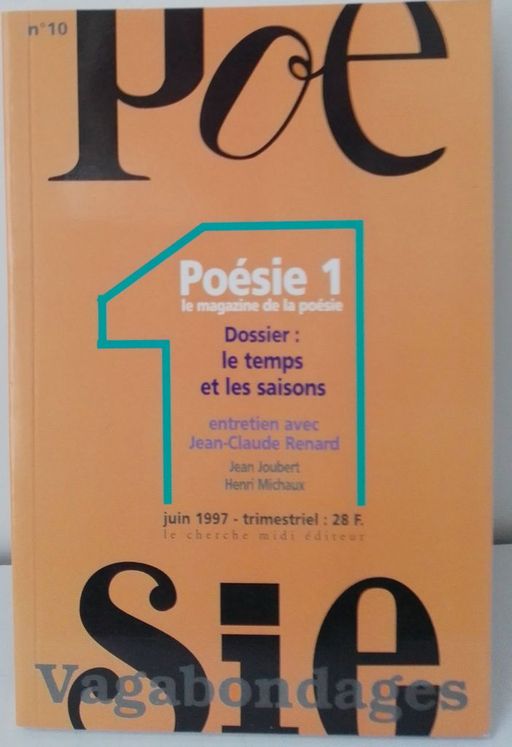 n°10
Poe
Poésie 1
le magazine de la poésie
Dossier :
le temps
et les saisons
entretien avec
Jean-Claude Renard
Jean Joubert
Henri Michaux
juin 1997 - trimestriel : 28 F.
le cherche midi éditeur
sie
Vagabondages